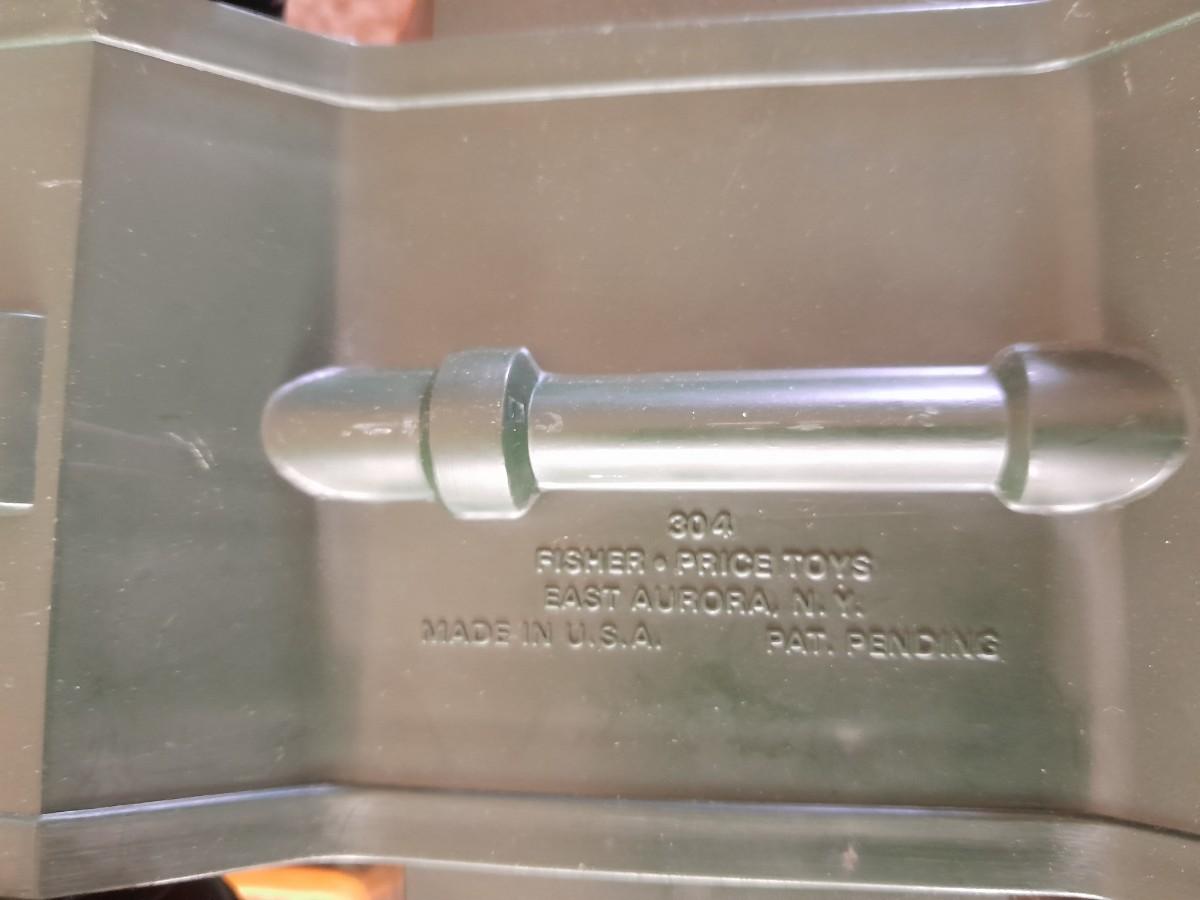 304
FISHER • PRICE TOYS
EAST AURORA, N.Y.
MADE IN U.S.A. PAT. PENDING